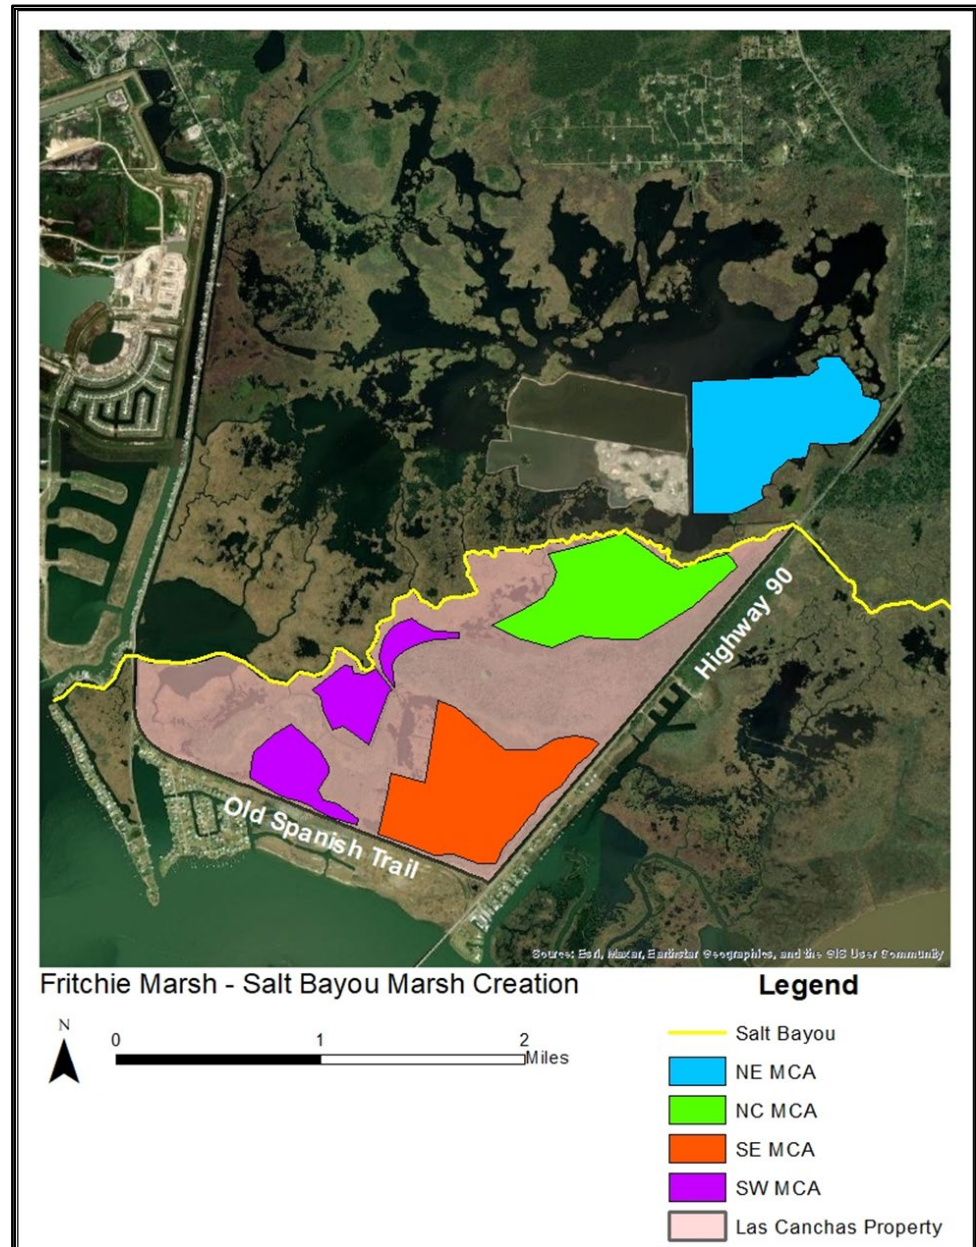 Highway 90
Old Spanish Trail
Source: Esri, Maxar, Earthstar Geographics, and the GIS User Community
Fritchie Marsh - Salt Bayou Marsh Creation
N
0 1 2
Miles
Legend
Salt Bayou
NE MCA
NC MCA
SE MCA
SW MCA
Las Canchas Property